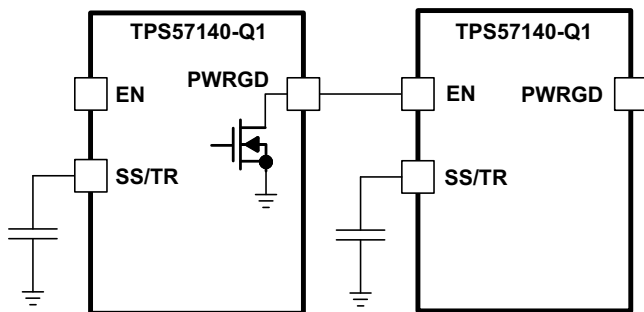 TPS57140-Q1
PWRGD
EN
SS/TR
TPS57140-Q1
EN
PWRGD
SS/TR